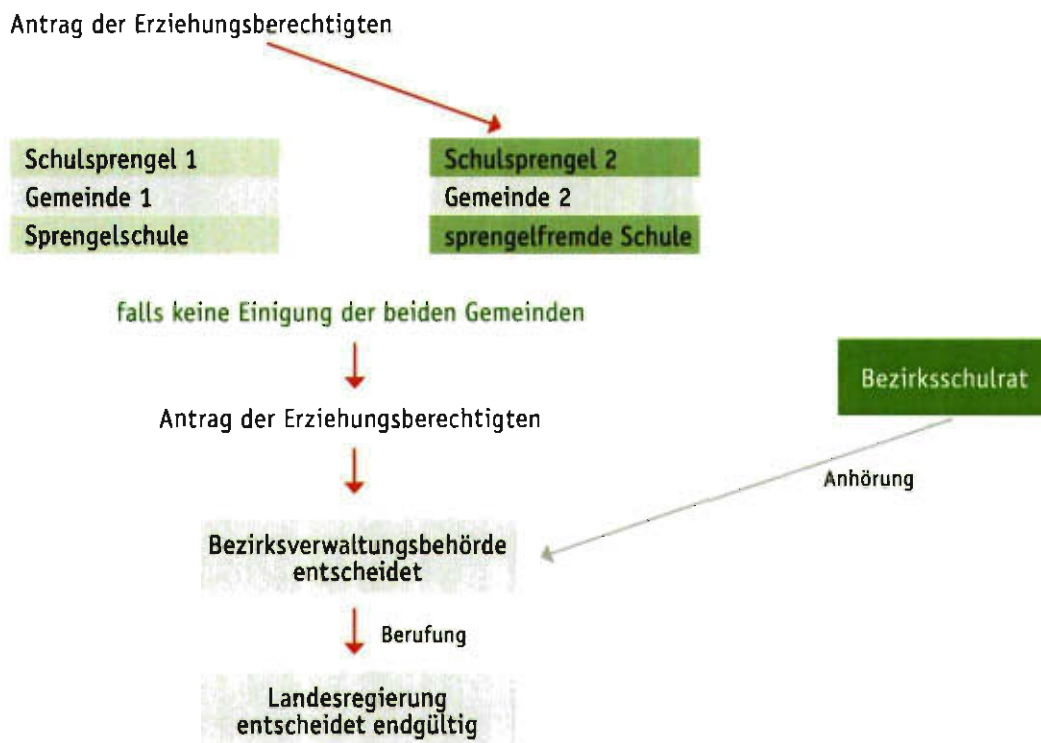 Antrag der Erziehungsberechtigten
Schulsprengel 1
Gemeinde 1
Sprengelschule
Schulsprengel 2
Gemeinde 2
sprengelfremde Schule
falls keine Einigung der beiden Gemeinden
Antrag der Erziehungsberechtigten
Bezirksschulrat
Anhörung
Bezirksverwaltungsbehörde
entscheidet
Berufung
Landesregierung
entscheidet endgültig